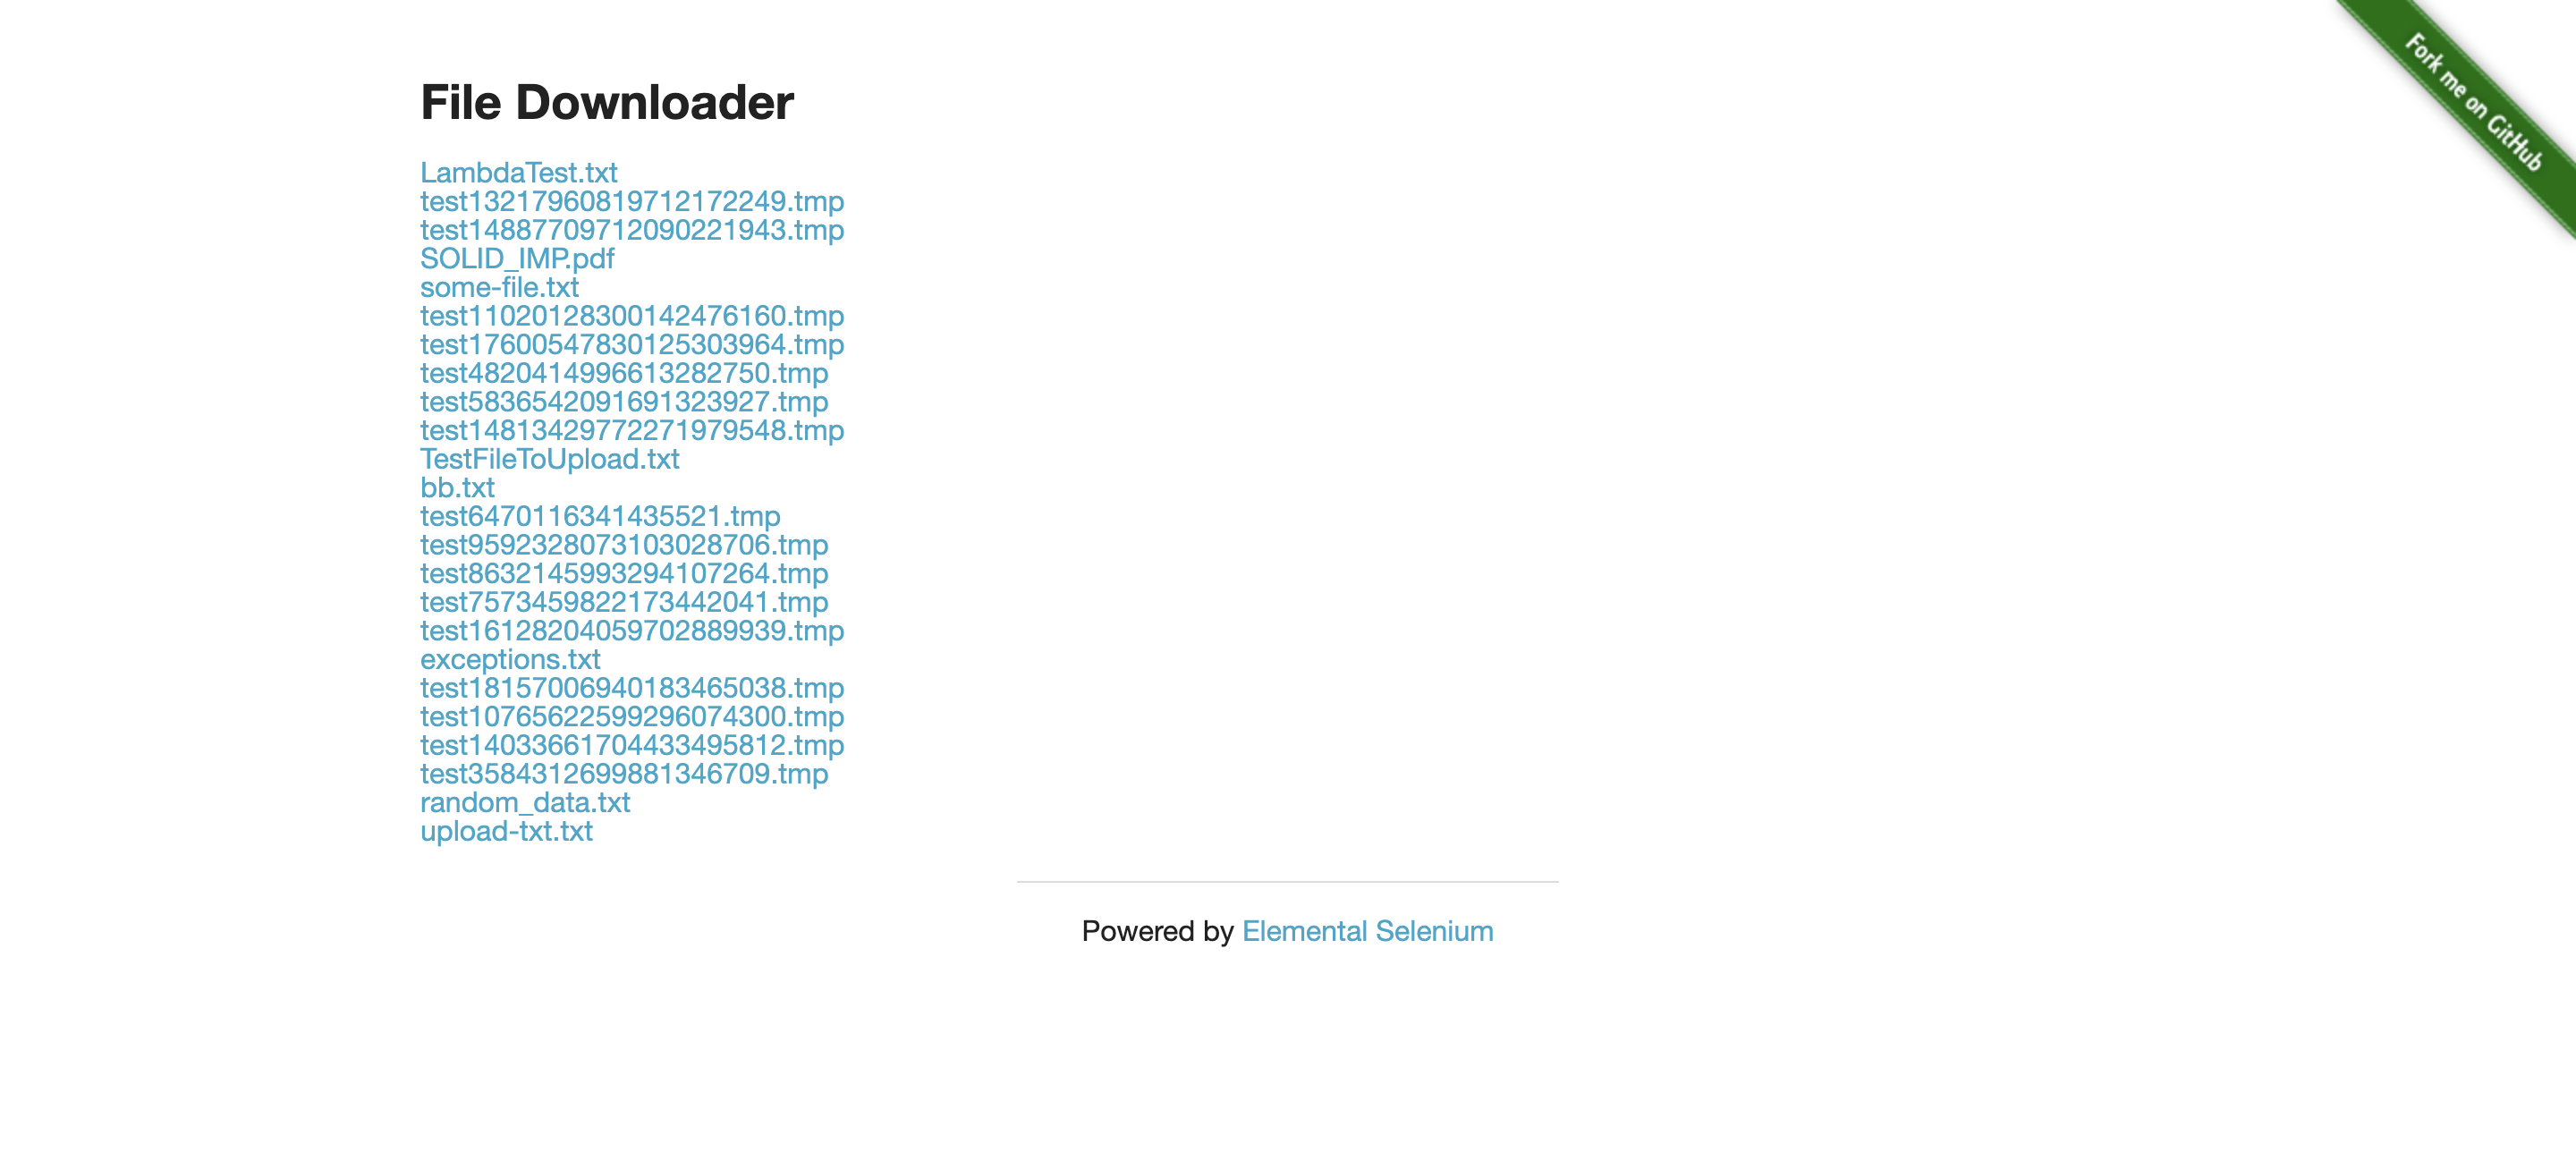 Fork me on GitHub
File Downloader
LambdaTest.txt
test13217960819712172249.tmp
test14887709712090221943.tmp
SOLID_IMP.pdf
some-file.txt
test11020128300142476160.tmp
test17600547830125303964.tmp
test4820414996613282750.tmp
test5836542091691323927.tmp
test14813429772271979548.tmp
TestFileToUpload.txt
bb.txt
test6470116341435521.tmp
test9592328073103028706.tmp
test8632145993294107264.tmp
test7573459822173442041.tmp
test16128204059702889939.tmp
exceptions.txt
test18157006940183465038.tmp
test10765622599296074300.tmp
test14033661704433495812.tmp
test3584312699881346709.tmp
random_data.txt
upload-txt.txt
Powered by Elemental Selenium